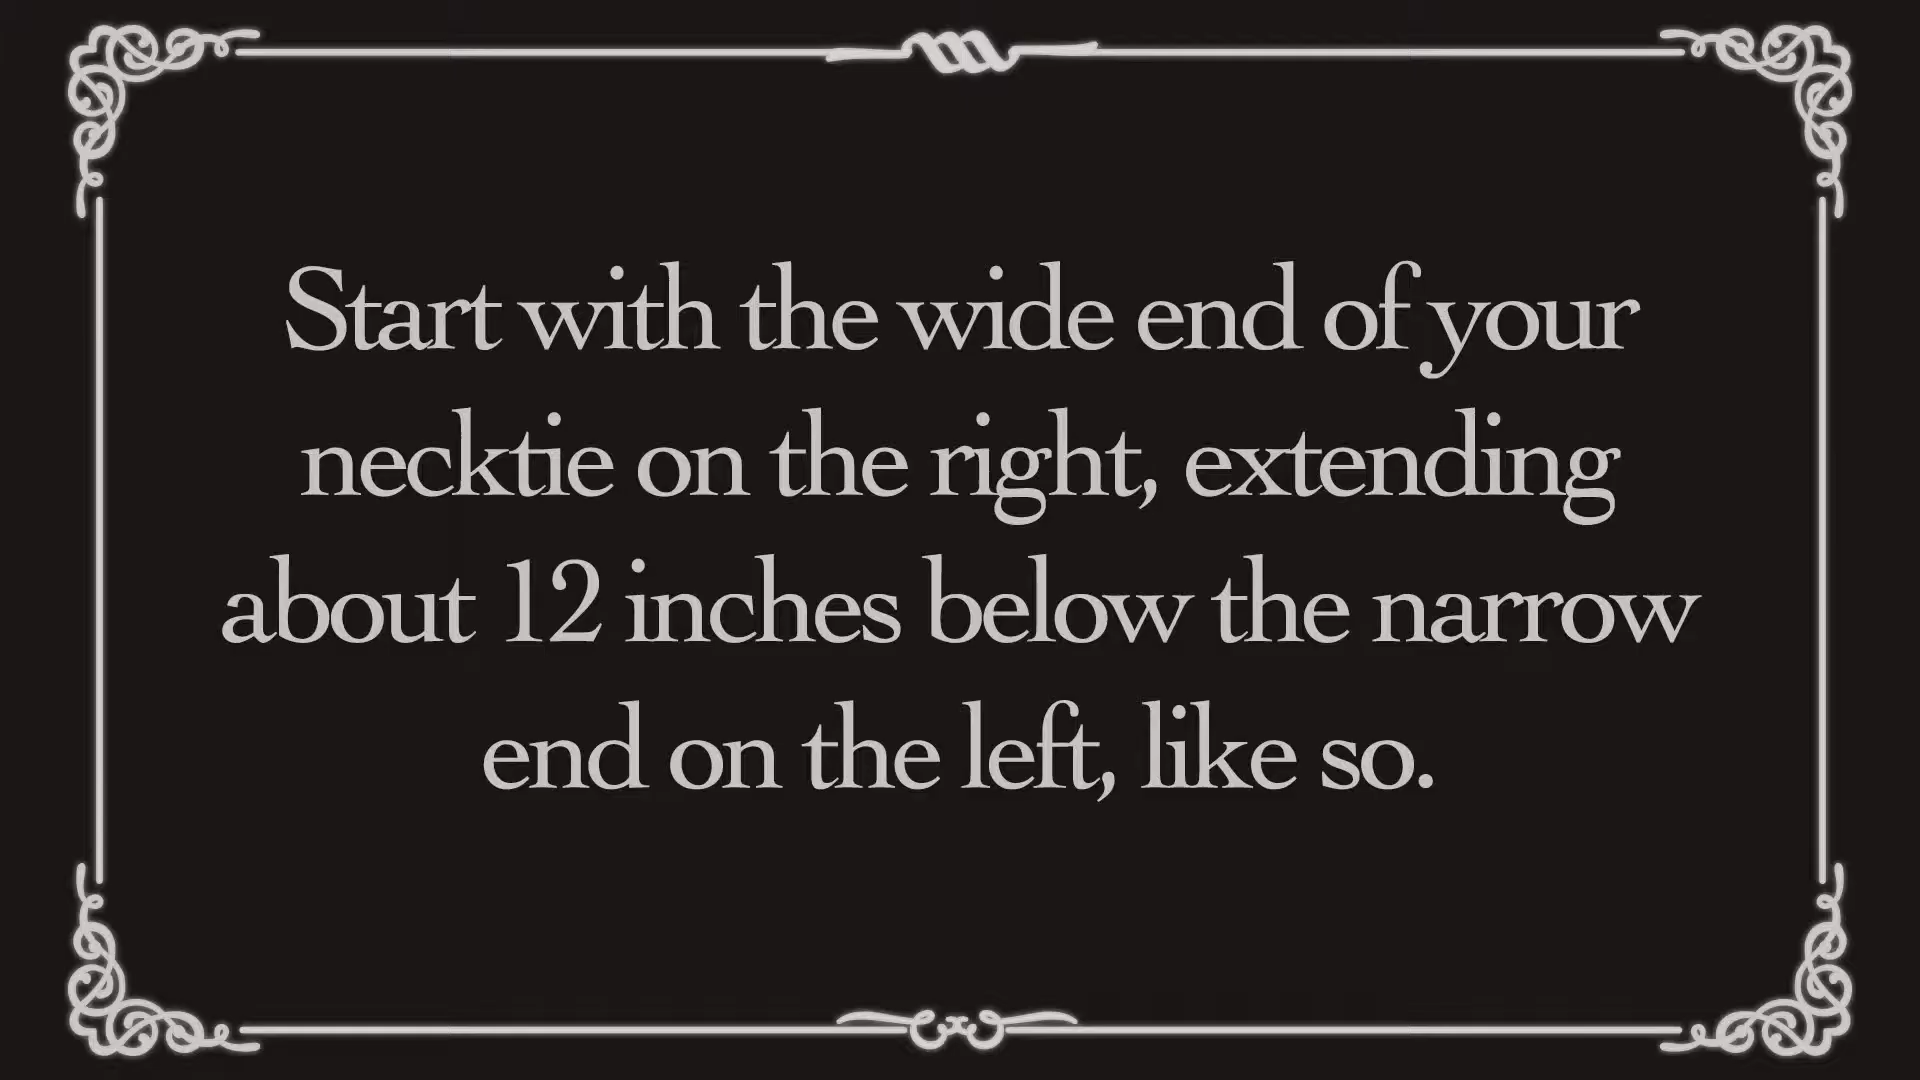 Start with the wide end of your
necktie on the right, extending
about 12 inches below the narrow
end on the left, like so.